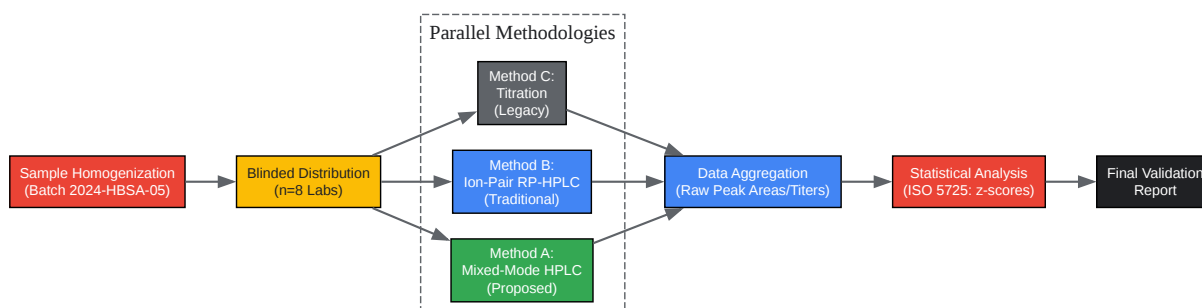 Parallel Methodologies
Sample Homogenization
(Batch 2024-HBSA-05)
Blinded Distribution
(n=8 Labs)
Method C:
Titration
(Legacy)
Method B:
Ion-Pair RP-HPLC
(Traditional)
Method A:
Mixed-Mode HPLC
(Proposed)
Data Aggregation
(Raw Peak Areas/Titers)
Statistical Analysis
(ISO 5725: z-scores)
Final Validation
Report